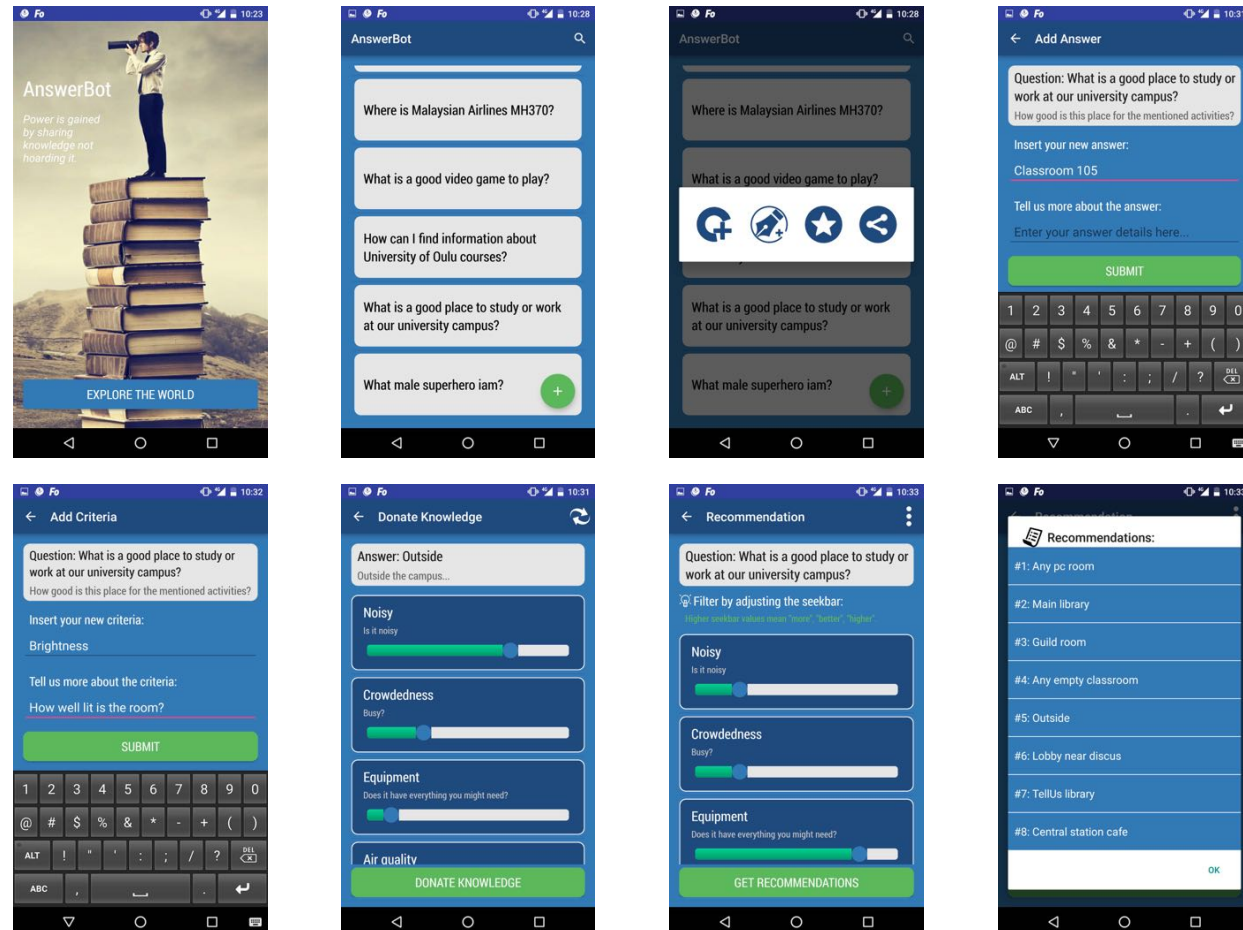 Fo 10:23
AnswerBot
Power is gained
by sharing
knowledge not
hoarding it.
EXPLORE THE WORLD
Fo 10:28
AnswerBot
Where is Malaysian Airlines MH370?
What is a good video game to play?
How can I find information about
University of Oulu courses?
What is a good place to study or work
at our university campus?
What male superhero iam?
+
Fo 10:28
AnswerBot
Where is Malaysian Airlines MH370?
What is a good video game to play?
What is a good place to study or work
at our university campus?
What male superhero iam?
+
Fo 10:31
Add Answer
Question: What is a good place to study or
work at our university campus?
How good is this place for the mentioned activities?
Insert your new answer:
Classroom 105
Tell us more about the answer:
Enter your answer details here...
SUBMIT
1 2 3 4 5 6 7 8 9 0
@ # $ % & * - + ( )
ALT ! " ' : ; / ? DEL
ABC , .
Fo 10:32
Add Criteria
Question: What is a good place to study or
work at our university campus?
How good is this place for the mentioned activities?
Insert your new criteria:
Brightness
Tell us more about the criteria:
How well lit is the room?
SUBMIT
1 2 3 4 5 6 7 8 9 0
@ # $ % & * - + ( )
ALT ! " ' : ; / ? DEL
ABC , .
Fo 10:31
Donate Knowledge
Answer: Outside
Outside the campus...
Noisy
Is it noisy
Crowdedness
Busy?
Equipment
Does it have everything you might need?
Air quality
DONATE KNOWLEDGE
Fo 10:33
Recommendation
Question: What is a good place to study or
work at our university campus?
Filter by adjusting the seekbar:
Higher seekbar values mean "more", "better", "higher"
Noisy
Is it noisy
Crowdedness
Busy?
Equipment
Does it have everything you might need?
GET RECOMMENDATIONS
Fo 10:33
Recommendation
Recommendations:
#1: Any pc room
#2: Main library
#3: Guild room
#4: Any empty classroom
#5: Outside
#6: Lobby near discus
#7: TellUs library
#8: Central station cafe
OK